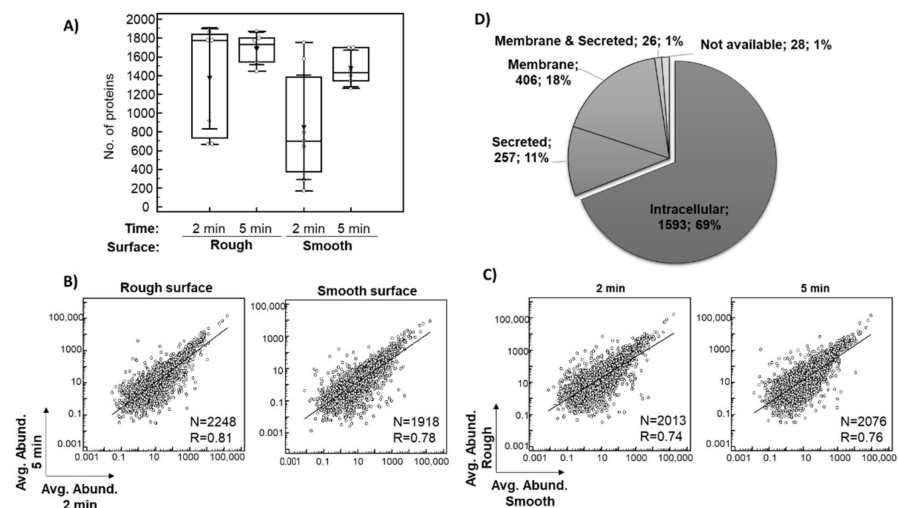 A)
No. of proteins
2000
1800
1600
1400
1200
1000
800
600
400
200
0
Time: 2 min 5 min 2 min 5 min
Surface: Rough Smooth
D)
Membrane & Secreted; 26; 1%
Not available; 28; 1%
Membrane;
406; 18%
Secreted;
257; 11%
Intracellular;
1593; 69%
B)
Rough surface
Smooth surface
100,000
1000
10
0.1
0.001
N=2248
R=0.81
0.001 0.1 10 1000 100,000
100,000
1000
10
0.1
0.001
N=1918
R=0.78
0.001 0.1 10 1000 100,000
Avg. Abund.
5 min
Avg. Abund.
2 min
C)
2 min
5 min
100,000
1000
10
0.1
0.001
N=2013
R=0.74
0.001 0.1 10 1000 100,000
100,000
1000
10
0.1
0.001
N=2076
R=0.76
0.001 0.1 10 1000 100,000
Avg. Abund.
Rough
Avg. Abund.
Smooth